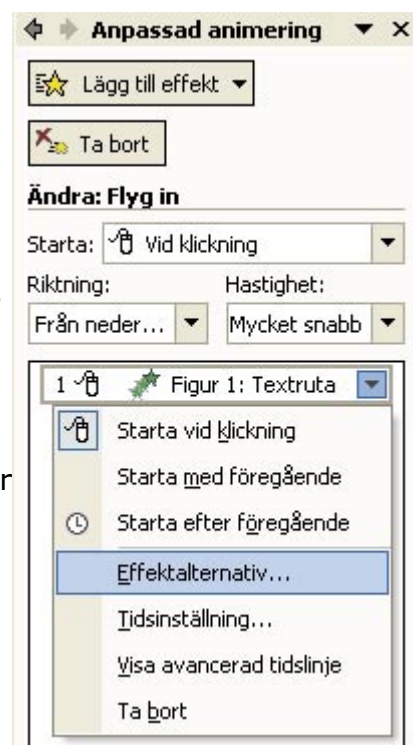 Anpassad animering
Lägg till effekt
Ta bort
Ändra: Flyg in
Starta: Vid klickning
Riktning: Hastighet:
Från neder... Mycket snabb
1 Figur 1: Textruta
Starta vid klickning
Starta med föregående
r
Starta efter föregående
Effektalternativ...
Tidsinställning...
Visa avancerad tidslinje
Ta bort